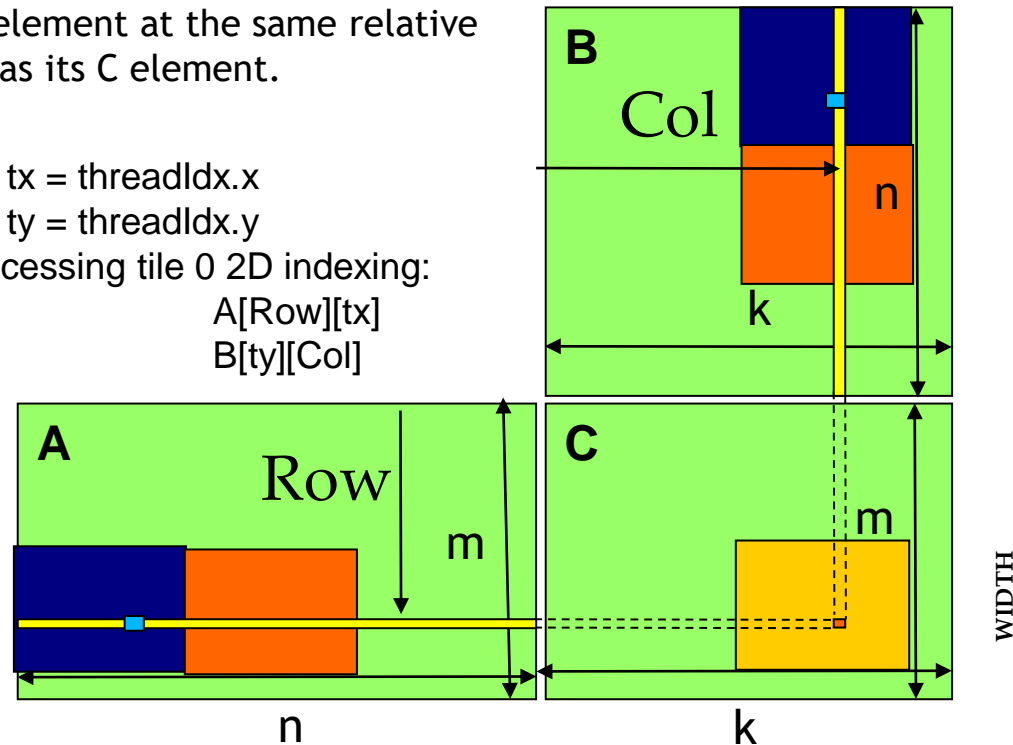 element at the same relative
as its C element.
tx = threadIdx.x
ty = threadIdx.y
cessing tile 0 2D indexing:
A[Row][tx]
B[ty][Col]
B
Col
n
k
A
Row
m
n
C
m
k
WIDTH